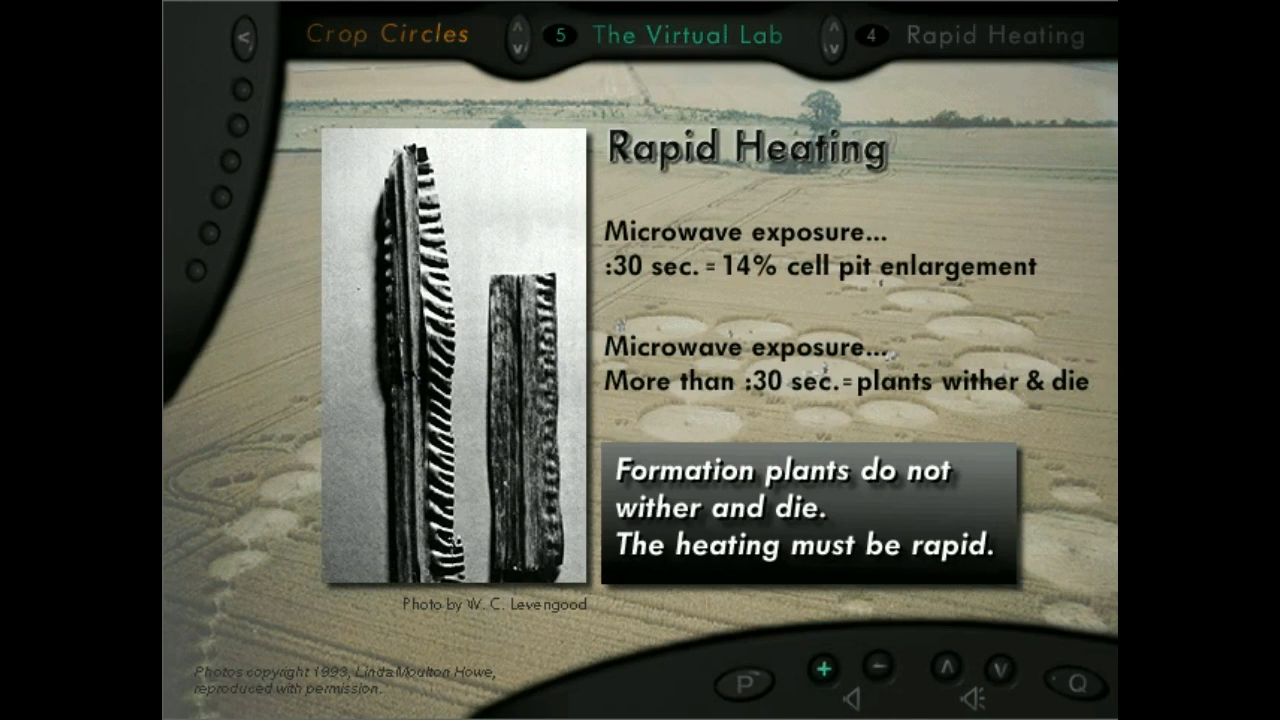 < Crop Circles 5 The Virtual Lab 4 Rapid Heating
Rapid Heating
Microwave exposure...
:30 sec. = 14% cell pit enlargement
Microwave exposure...
More than :30 sec. = plants wither & die
Formation plants do not
wither and die.
The heating must be rapid.
Photo by W. C. Levengood
Photos copyright 1993, Linda Moulton Howe,
reproduced with permission.
P + - Q